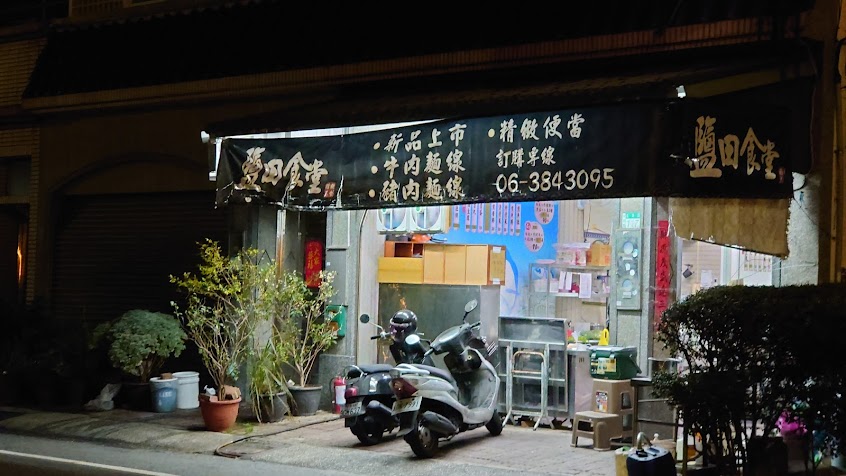 鹽田食堂
•新品上市
•牛肉麵線
•豬肉麵線
•精緻便當
訂購專線
06-3843095
鹽田食堂